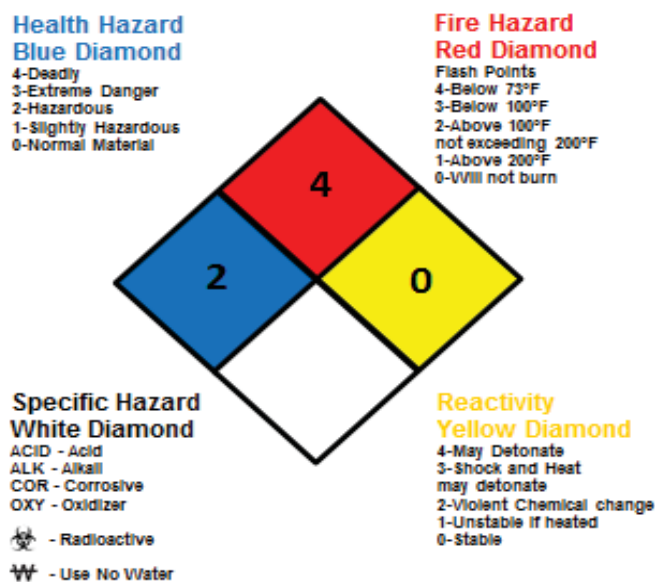 Health Hazard
Blue Diamond
4-Deadly
3-Extreme Danger
2-Hazardous
1-Slightly Hazardous
0-Normal Material
Fire Hazard
Red Diamond
Flash Points
4-Below 73°F
3-Below 100°F
2-Above 100°F
not exceeding 200°F
1-Above 200°F
0-Will not burn
4
2
0
Specific Hazard
White Diamond
ACID - Acid
ALK - Alkali
COR - Corrosive
OXY - Oxidizer
- Radioactive
W - Use No Water
Reactivity
Yellow Diamond
4-May Detonate
3-Shock and Heat
may detonate
2-Violent Chemical change
1-Unstable if heated
0-Stable